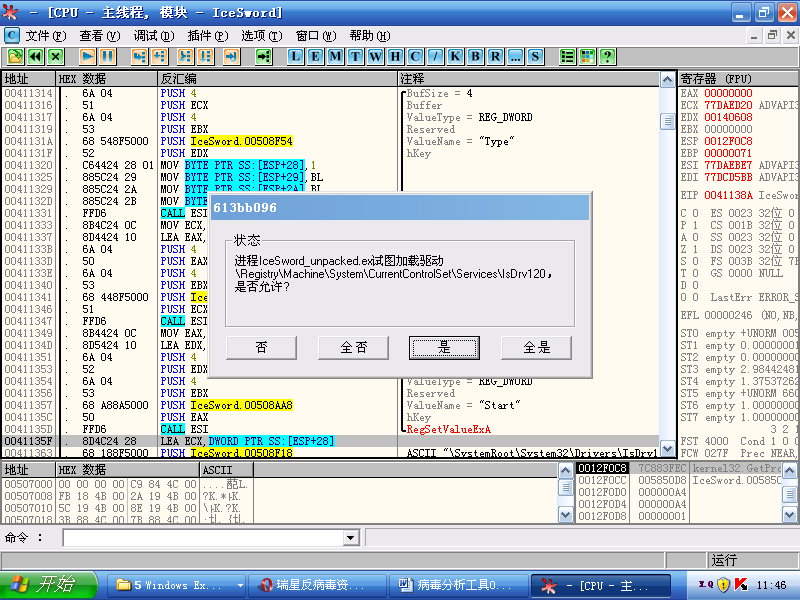 - [CPU - 主线程, 模块 - IceSword]
C 文件(F) 查看(V) 调试(D) 插件(P) 选项(T) 窗口(W) 帮助(H)
L E M T W H C / K B R ... S ?
地址 HEX 数据 反汇编 注释 寄存器 (FPU)
00411314 . 6A 04 PUSH 4 BufSize = 4 EAX 00000000
00411316 . 51 PUSH ECX Buffer ECX 77DAED20 ADVAPI3
00411317 . 6A 04 PUSH 4 ValueType = REG_DWORD EDX 00140608
00411319 . 53 PUSH EBX Reserved EBX 00000000
0041131A . 68 548F5000 PUSH IceSword.00508F54 ValueName = "Type" ESP 0012F0C8
0041131F . 52 PUSH EDX hKey EBP 00000071
00411320 . C64424 28 01 MOV BYTE PTR SS:[ESP+28],1 ESI 77DAEBE7 ADVAPI3
00411325 . 885C24 29 MOV BYTE PTR SS:[ESP+29],BL EDI 77DCD5BB ADVAPI3
00411329 . 885C24 2A MOV BYTE PTR SS:[ESP+2A],BL
0041132D . 885C24 2B MOV BYTE EIP 0041138A IceSwor
00411331 . FFD6 CALL ESI C 0 ES 0023 32位 0
00411333 . 8B4C24 0C MOV ECX, P 1 CS 001B 32位 0
00411337 . 8D4424 10 LEA EAX, A 0 SS 0023 32位 0
0041133B . 6A 04 PUSH 4 Z 1 DS 0023 32位 0
0041133D . 50 PUSH EAX S 0 FS 003B 32位 7
0041133E . 6A 04 PUSH 4 T 0 GS 0000 NULL
00411340 . 53 PUSH EBX D 0
00411341 . 68 448F5000 PUSH Ice O 0 LastErr ERROR_S
00411346 . 51 PUSH ECX
00411347 . FFD6 CALL ESI EFL 00000246 (NO,NB,
00411349 . 8B4424 0C MOV EAX, ST0 empty +UNORM 005
0041134D . 8D5424 10 LEA EDX, ST1 empty 0.0000000
00411351 . 6A 04 PUSH 4 ST2 empty 0.0000000
00411353 . 52 PUSH EDX ST3 empty 2.98442481
00411354 . 6A 04 PUSH 4 ValueType = REG_DWORD ST4 empty 1.37537262
00411356 . 53 PUSH EBX Reserved ST5 empty +UNORM 666
00411357 . 68 A88A5000 PUSH IceSword.00508AA8 ValueName = "Start" ST6 empty 1.0000000
0041135C . 50 PUSH EAX hKey ST7 empty 1.0000000
0041135D . FFD6 CALL ESI RegSetValueExA 3 2 1
0041135F . 8D4C24 28 LEA ECX,DWORD PTR SS:[ESP+28] FST 4000 Cond 1 0 0
00411363 . 68 188F5000 PUSH IceSword.00508F18 ASCII "\SystemRoot\System32\Drivers\IsDrv1 FCW 027F Prec NEAR,
613bb096
状态
进程IceSword_unpacked.ex试图加载驱动
\Registry\Machine\System\CurrentControlSet\Services\IsDrv120，
是否允许?
否 全否 是 全是
地址 HEX 数据 ASCII
00507000 00 00 00 00 C9 84 4C 00
00507008 FB 18 4B 00 2A 19 4B 00
00507010 5C 19 4B 00 8E 19 4B 00
00507018 3B 88 4C 00 7B 88 4C 00
0012F0C8 7C883FEC kernel32.GetPro
0012F0CC 005850D8 IceSword.005850
0012F0D0 000000A4
0012F0D4 000000A4
0012F0D8 00000001
命令 :
运行
开始 5 Windows Ex... 瑞星反病毒资... 病毒分析工具0... - [CPU - 主... 11:46